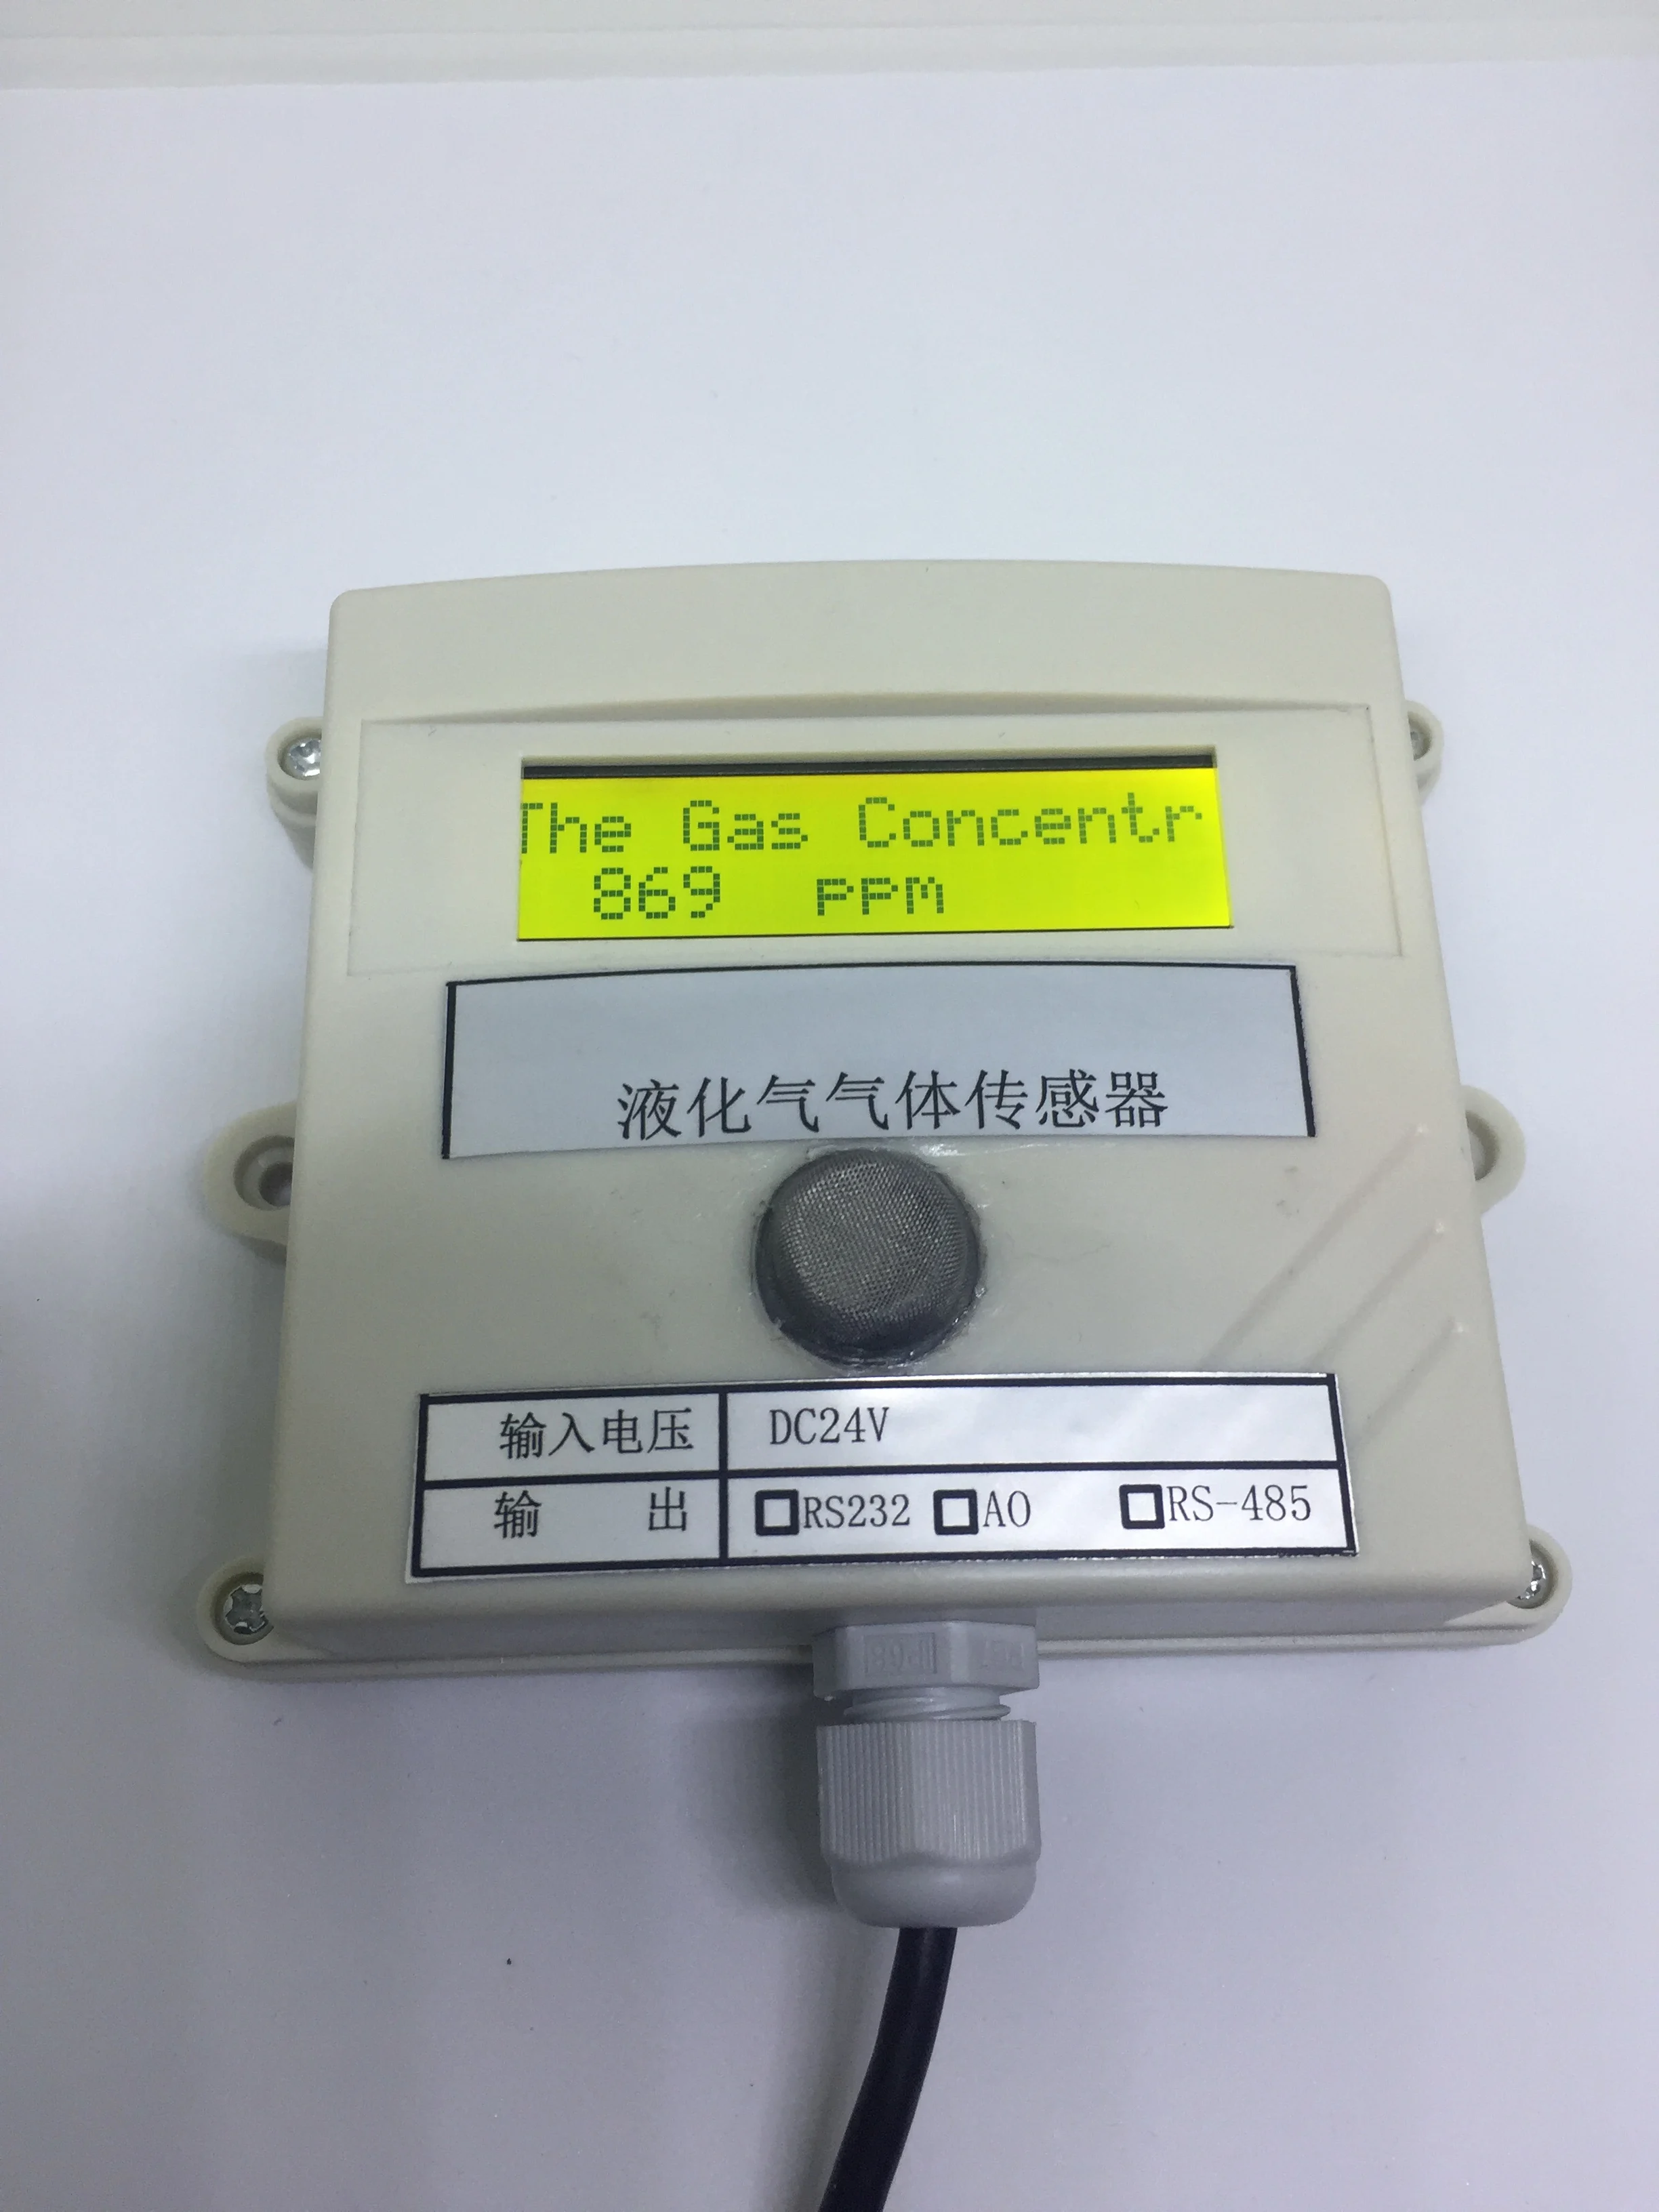 The Gas Concentr
869 ppm
液化气气体传感器
输入电压 DC24V
输 出 □RS232 □AO □RS-485
IP68